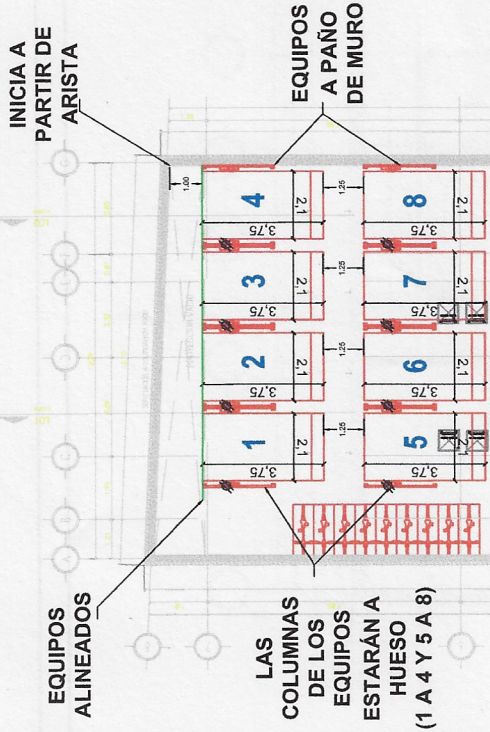 INICIA A
PARTIR DE
ARISTA
EQUIPOS
A PAÑO
DE MURO
EQUIPOS
ALINEADOS
LAS
COLUMNAS
DE LOS
EQUIPOS
ESTARÁN A
HUESO
(1 A 4 Y 5 A 8)
1.00
1
2
3
4
3,75
3,75
3,75
3,75
2,1
2,1
2,1
2,1
1.25
1.25
1.25
1.25
5
6
7
8
3,75
3,75
3,75
3,75
2,1
2,1
2,1
2,1